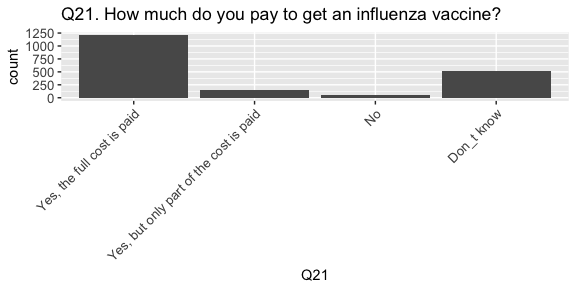 Q21. How much do you pay to get an influenza vaccine?
1250
1000
750
500
250
0
count
Yes, the full cost is paid
Yes, but only part of the cost is paid
No
Don_t know
Q21